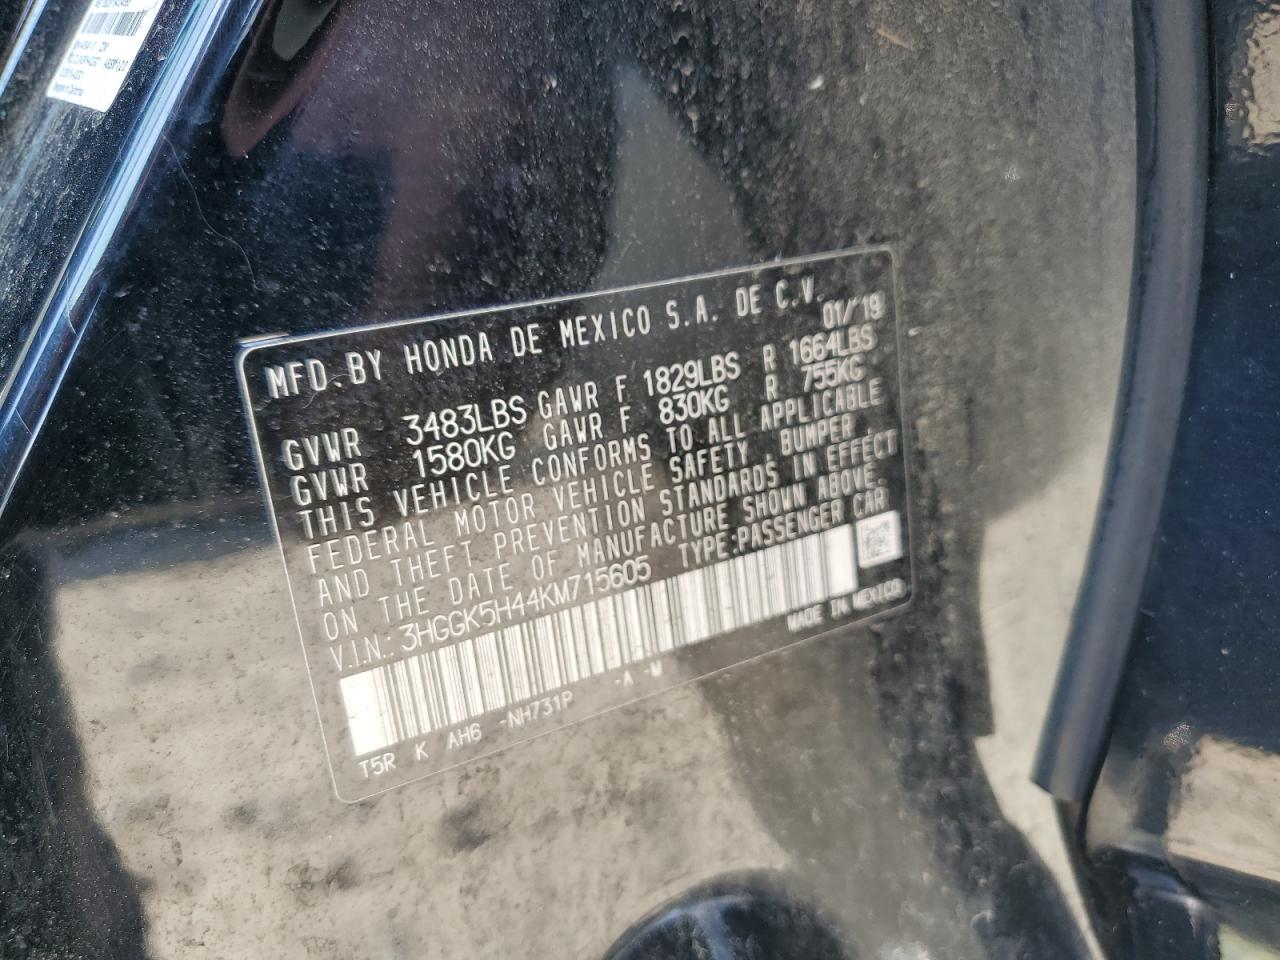 MFD. BY HONDA DE MEXICO S.A. DE C.V.
01/'19
GVWR 3483LBS GAWR F 1829LBS R 1664LBS
GVWR 1580KG GAWR F 830KG R 755KG
THIS VEHICLE CONFORMS TO ALL APPLICABLE
FEDERAL MOTOR VEHICLE SAFETY, BUMPER,
AND THEFT PREVENTION STANDARDS IN EFFECT
ON THE DATE OF MANUFACTURE SHOWN ABOVE.
V.I.N.: 3HGGK5H44KM715605 TYPE:PASSENGER CAR
MADE IN MEXICO
T5R K AH6 -NH731P -A -W